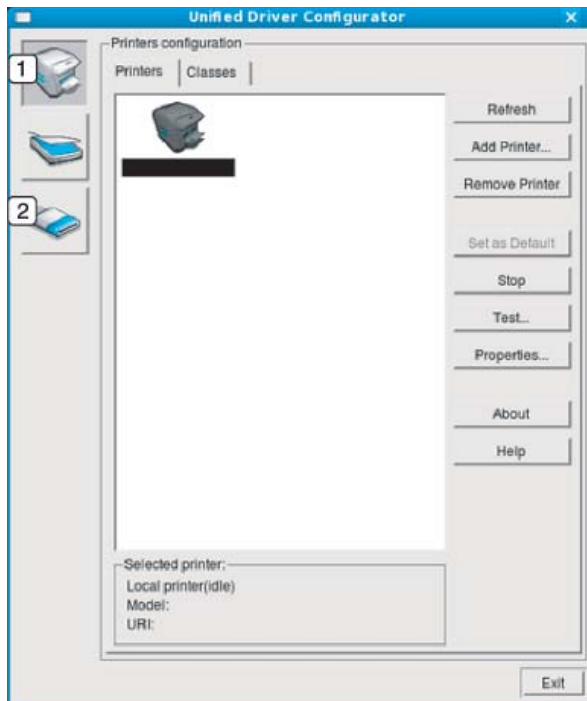 Unified Driver Configurator
Printers configuration
1
Printers
Classes
2
Refresh
Add Printer...
Remove Printer
Set as Default
Stop
Test...
Properties...
About
Help
Selected printer:
Local printer(idle)
Model:
URI:
Exit